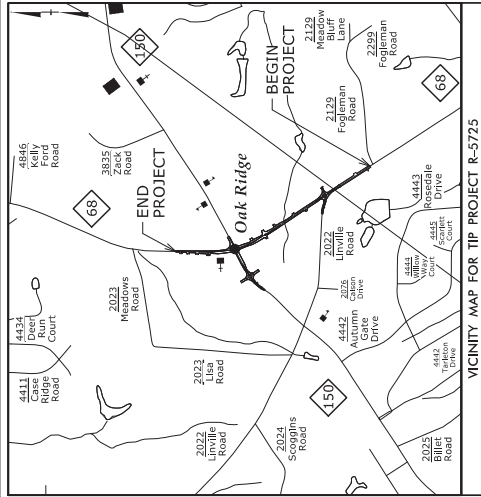 4846
Kelly
Ford
Road
3835
Zack
Road
150
2129
Meadow
Bluff
Lane
2299
Fogleman
Road
68
BEGIN
PROJECT
2129
Fogleman
Road
68
END
PROJECT
Oak Ridge
4443
Rosedale
Drive
4434
Deer
Run
Court
2023
Meadows
Road
2022
Linville
Road
4445
Scarlett
Court
4444
Willow
Way
Court
2076
Calson
Drive
4411
Case
Ridge
Road
2023
Lisa
Road
4442
Autumn
Gate
Drive
4442
Tarleton
Drive
150
2022
Linville
Road
2024
Scoggins
Road
2025
Billet
Road
VICINITY MAP FOR TIP PROJECT R-5725